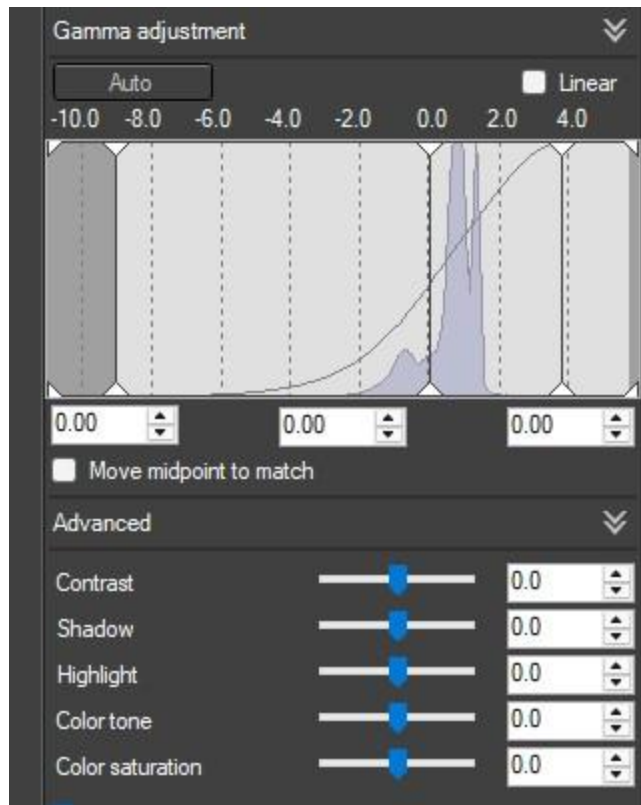 Gamma adjustment
Auto
Linear
-10.0 -8.0 -6.0 -4.0 -2.0 0.0 2.0 4.0
0.00 0.00 0.00
Move midpoint to match
Advanced
Contrast 0.0
Shadow 0.0
Highlight 0.0
Color tone 0.0
Color saturation 0.0